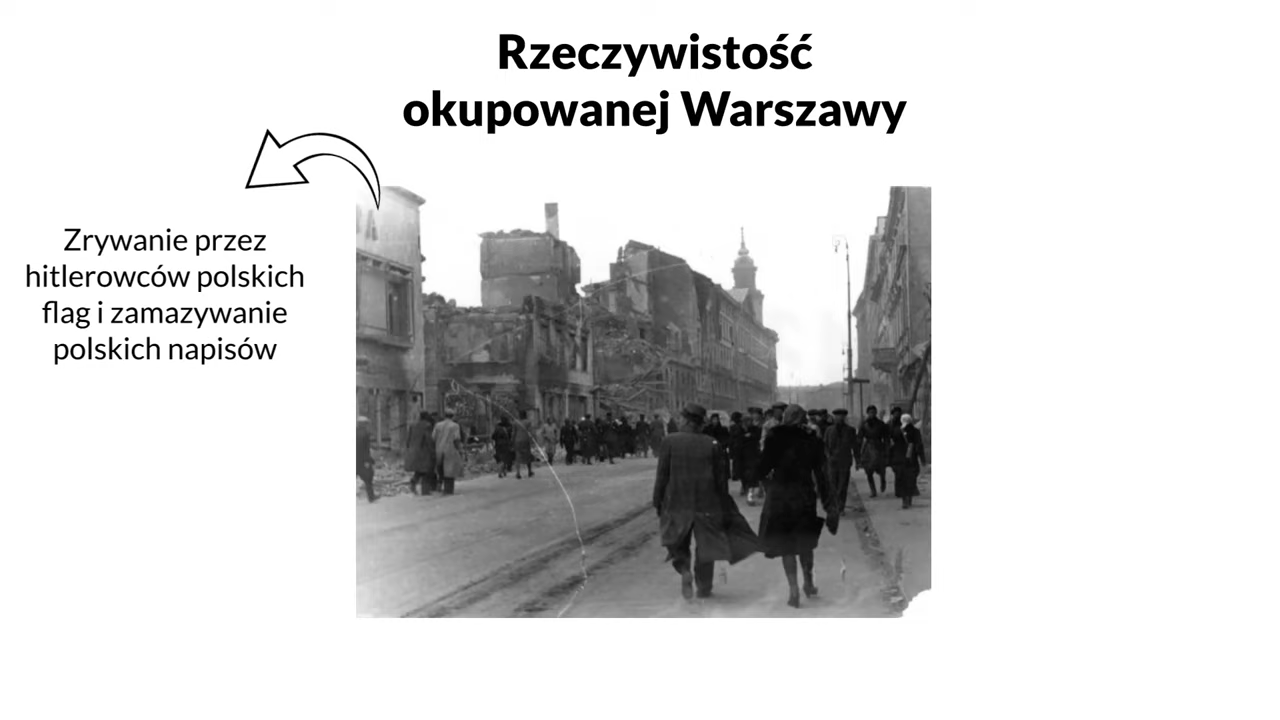 Rzeczywistość
okupowanej Warszawy
Zrywanie przez
hitlerowców polskich
flag i zamazywanie
polskich napisów